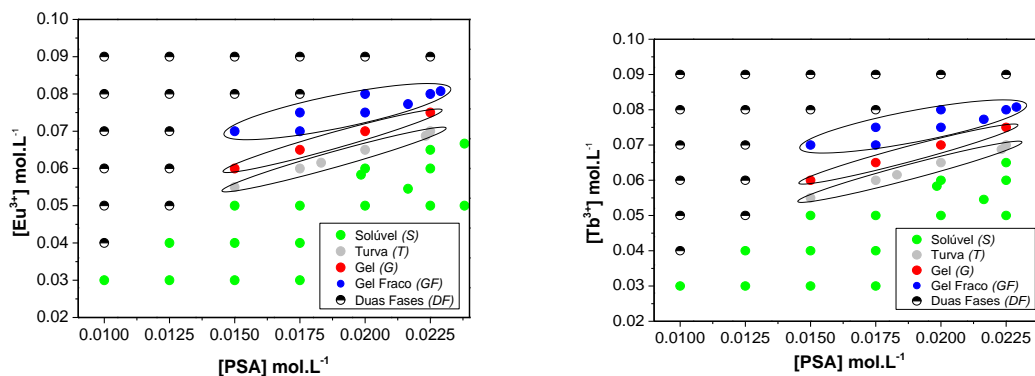 [Eu³⁺] mol.L⁻¹
0.10
0.09
0.08
0.07
0.06
0.05
0.04
0.03
0.02
Solúvel (S)
Turva (T)
Gel (G)
Gel Fraco (GF)
Duas Fases (DF)
0.0100 0.0125 0.0150 0.0175 0.0200 0.0225
[PSA] mol.L⁻¹
[Tb³⁺] mol.L⁻¹
0.10
0.09
0.08
0.07
0.06
0.05
0.04
0.03
0.02
Solúvel (S)
Turva (T)
Gel (G)
Gel Fraco (GF)
Duas Fases (DF)
0.0100 0.0125 0.0150 0.0175 0.0200 0.0225
[PSA] mol.L⁻¹